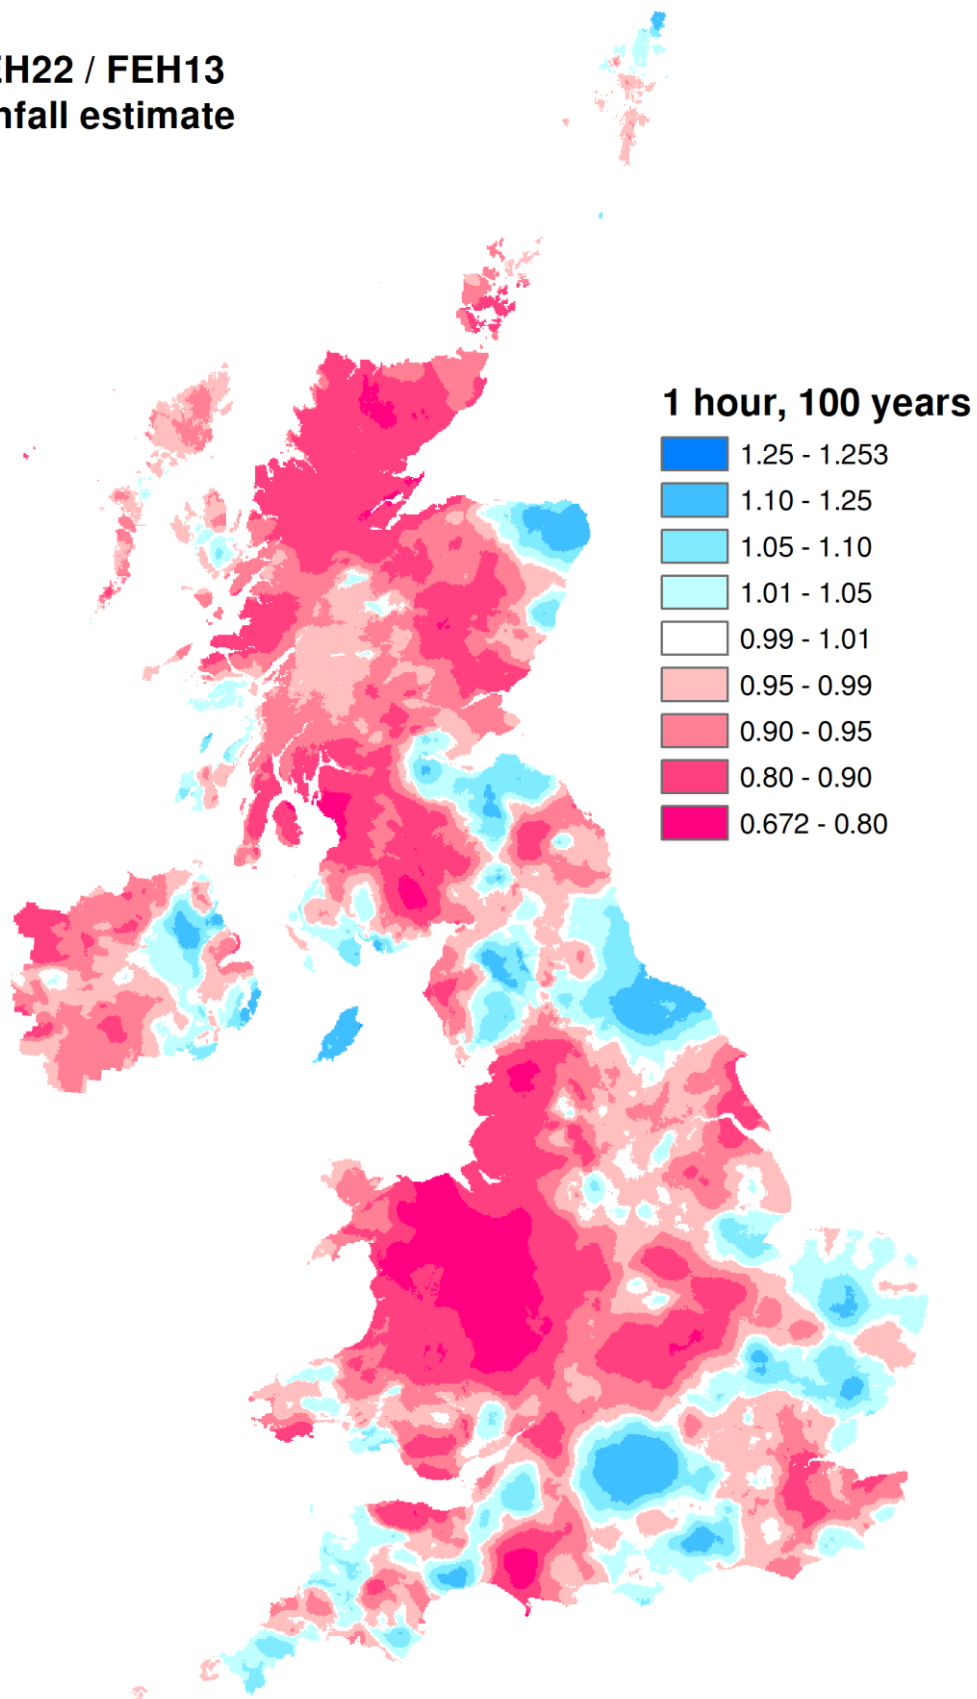 EH22 / FEH13
nfall estimate
1 hour, 100 years
1.25 - 1.253
1.10 - 1.25
1.05 - 1.10
1.01 - 1.05
0.99 - 1.01
0.95 - 0.99
0.90 - 0.95
0.80 - 0.90
0.672 - 0.80